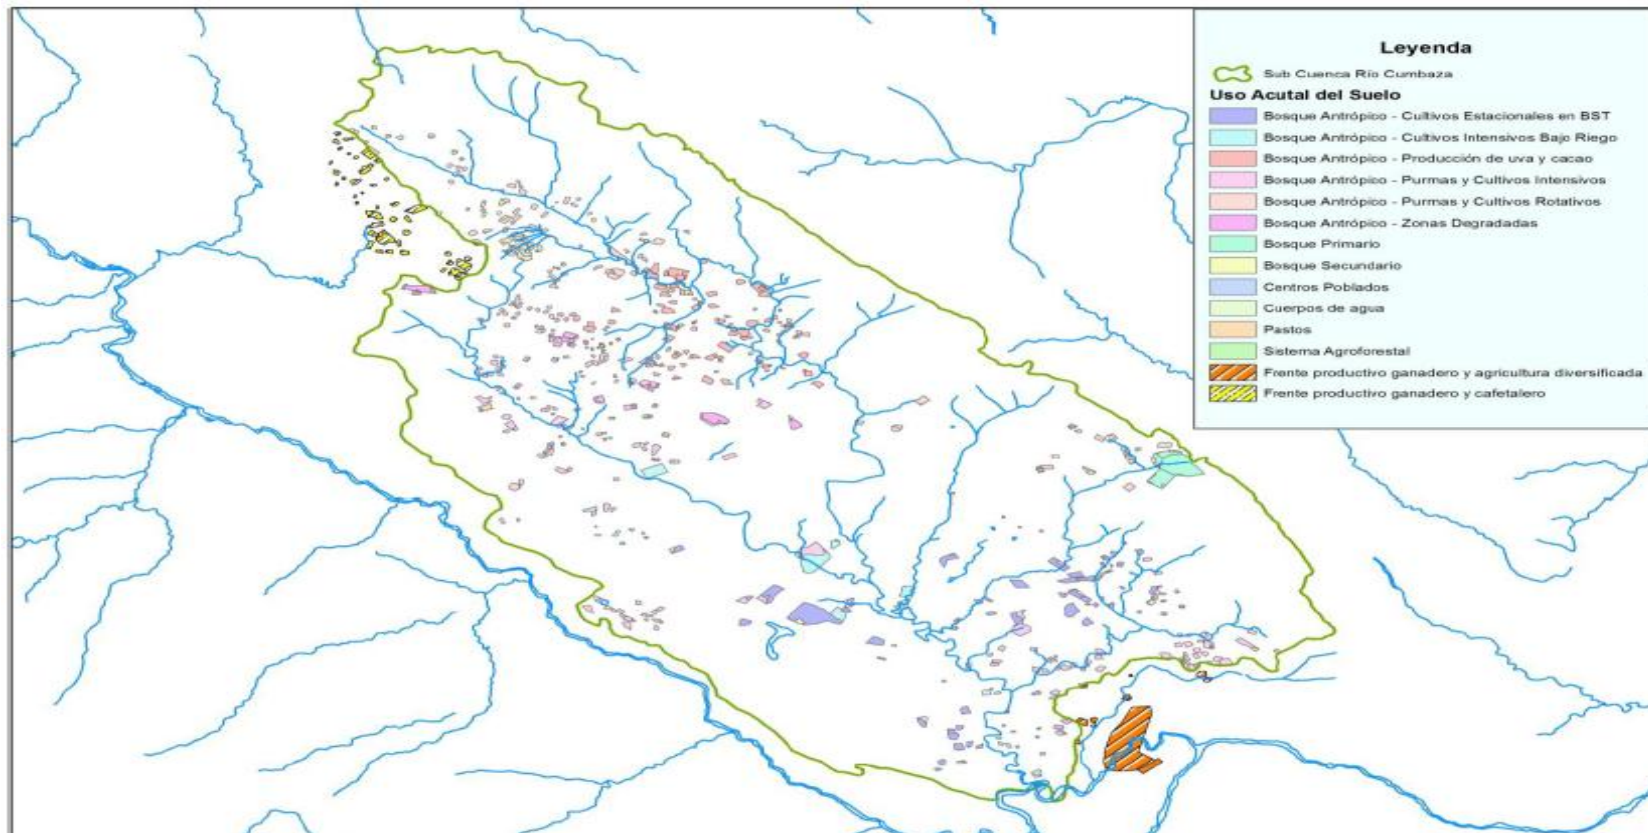 Leyenda
Sub Cuenca Río Cumbaza
Uso Acutal del Suelo
Bosque Antrópico - Cultivos Estacionales en BST
Bosque Antrópico - Cultivos Intensivos Bajo Riego
Bosque Antrópico - Producción de uva y cacao
Bosque Antrópico - Purmas y Cultivos Intensivos
Bosque Antrópico - Purmas y Cultivos Rotativos
Bosque Antrópico - Zonas Degradadas
Bosque Primario
Bosque Secundario
Centros Poblados
Cuerpos de agua
Pastos
Sistema Agroforestal
Frente productivo ganadero y agricultura diversificada
Frente productivo ganadero y cafetalero